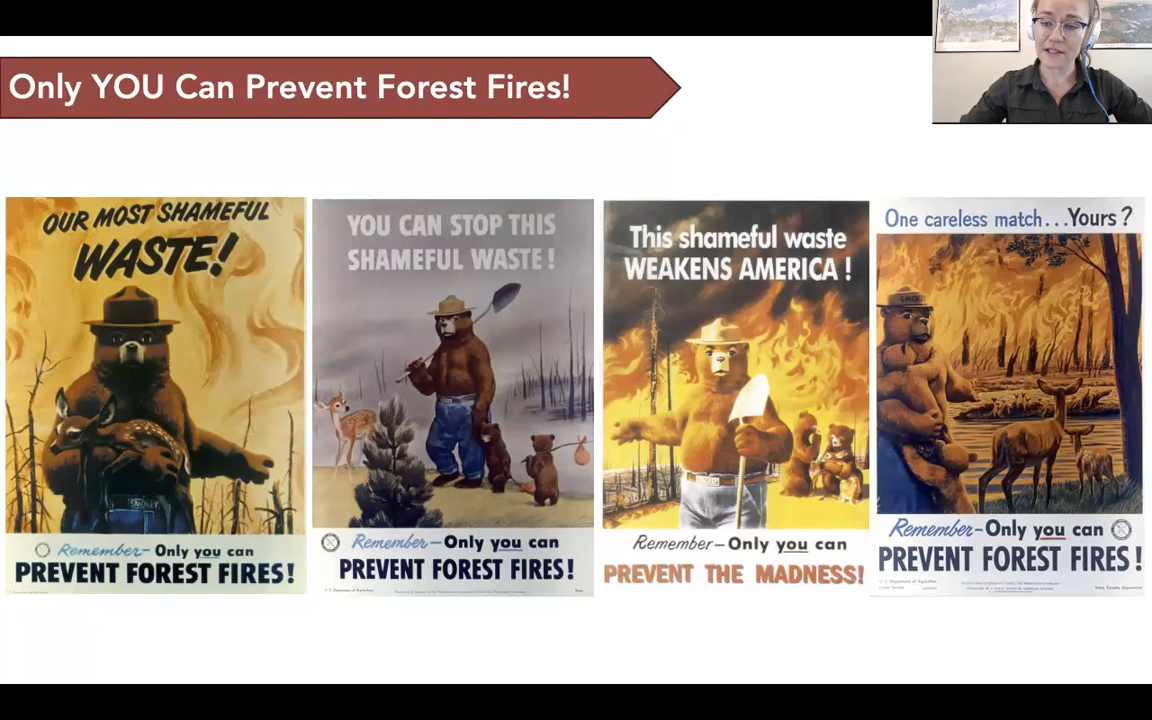 Only YOU Can Prevent Forest Fires!
OUR MOST SHAMEFUL
WASTE!
SMOKEY
Remember– Only you can
PREVENT FOREST FIRES!
YOU CAN STOP THIS
SHAMEFUL WASTE!
Remember–Only you can
PREVENT FOREST FIRES!
This shameful waste
WEAKENS AMERICA!
Remember–Only you can
PREVENT THE MADNESS!
One careless match...Yours?
Remember–Only you can
PREVENT FOREST FIRES!